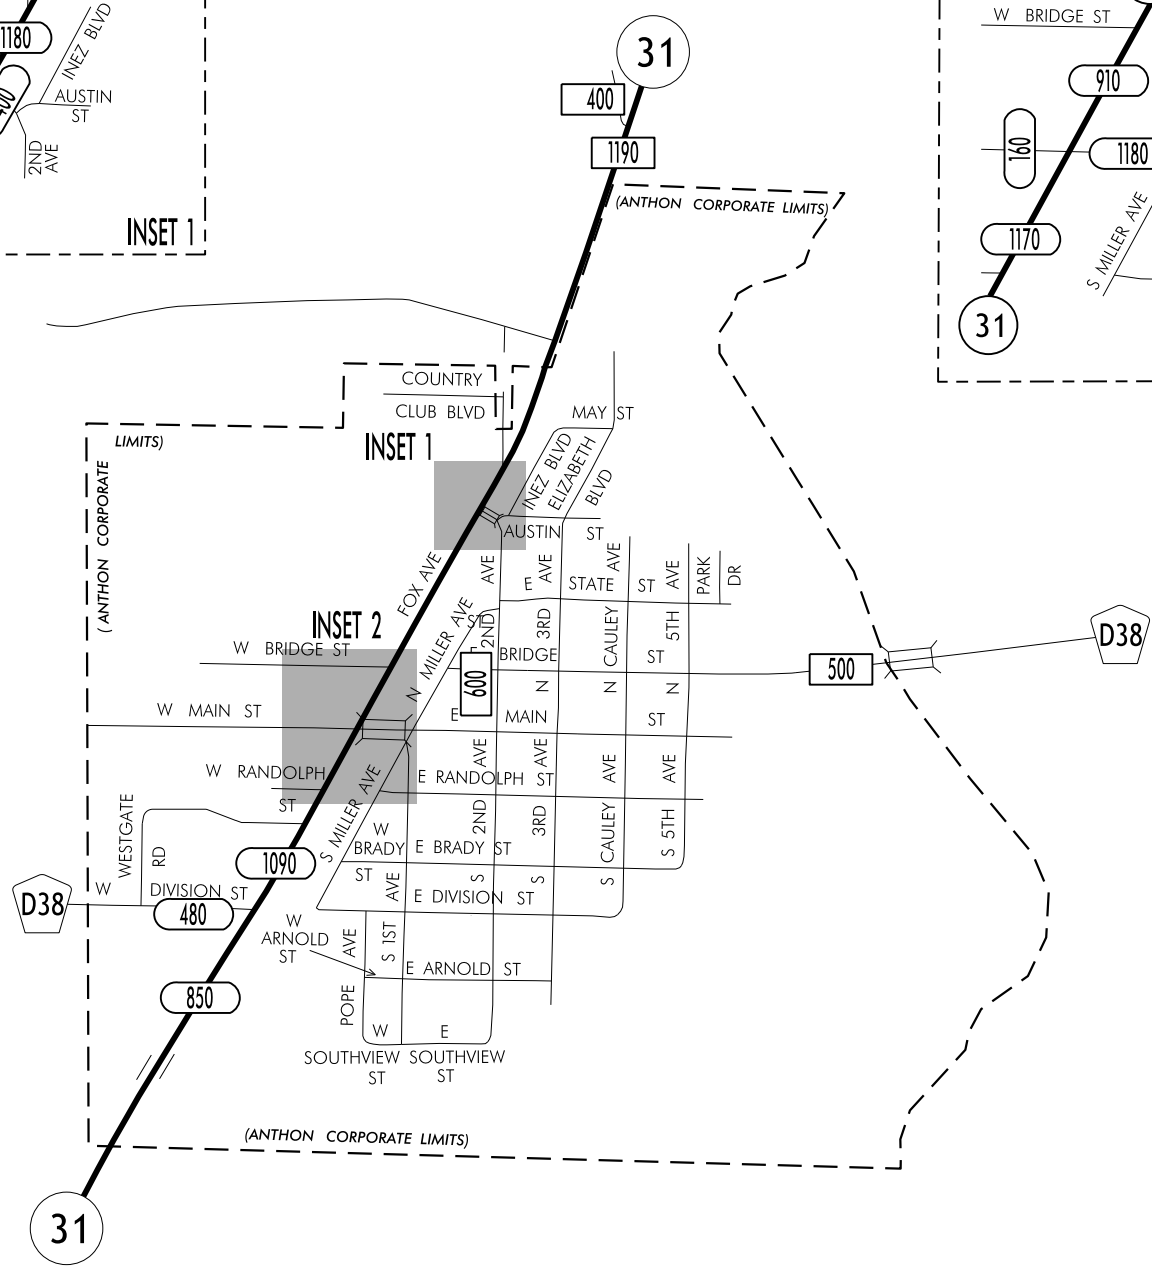 1180
INEZ BLVD
AUSTIN
ST
2ND
AVE
INSET 1
31
400
1190
(ANTHON CORPORATE LIMITS)
W BRIDGE ST
910
160
1180
1170
S MILLER AVE
31
COUNTRY
CLUB BLVD
MAY ST
LIMITS)
(ANTHON CORPORATE
INSET 1
INEZ BLVD
ELIZABETH
BLVD
AUSTIN ST
FOX AVE
AVE
AVE
AVE
AVE
PARK
DR
E STATE ST
INSET 2
N MILLER AVE
ST
2ND
3RD
CAULEY
5TH
W BRIDGE ST
BRIDGE ST
600
N
N
N
500
D38
W MAIN ST
E MAIN ST
W RANDOLPH
ST
E RANDOLPH ST
AVE
AVE
AVE
AVE
WESTGATE
RD
S MILLER AVE
2ND
3RD
CAULEY
S 5TH
W
BRADY
ST
E BRADY ST
S
S
S
1090
D38
W DIVISION ST
480
AVE
E DIVISION ST
W
ARNOLD
ST
AVE
S 1ST
E ARNOLD ST
850
POPE
W
SOUTHVIEW
ST
E
SOUTHVIEW
ST
(ANTHON CORPORATE LIMITS)
31